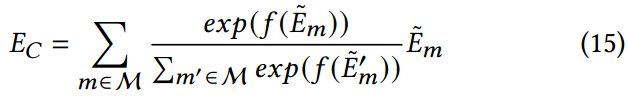 E_C = \sum_{m \in \mathcal{M}} \frac{exp(f(\tilde{E}_m))}{\sum_{m' \in \mathcal{M}} exp(f(\tilde{E}'_m))} \tilde{E}_m (15)